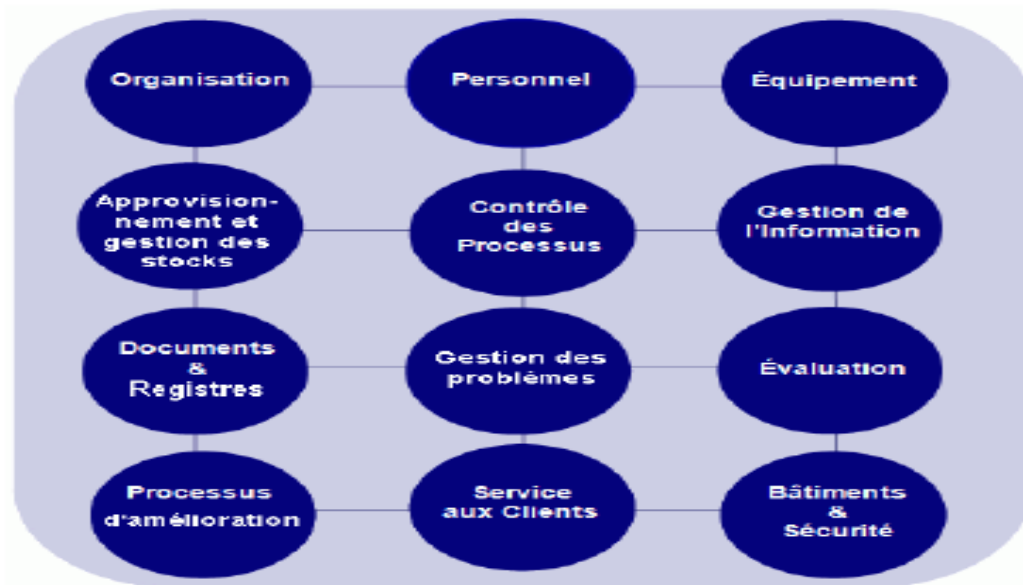 Organisation
Personnel
Équipement
Approvision-
nement et
gestion des
stocks
Contrôle
des
Processus
Gestion de
l'Information
Documents
&
Registres
Gestion des
problèmes
Évaluation
Processus
d'amélioration
Service
aux Clients
Bâtiments
&
Sécurité